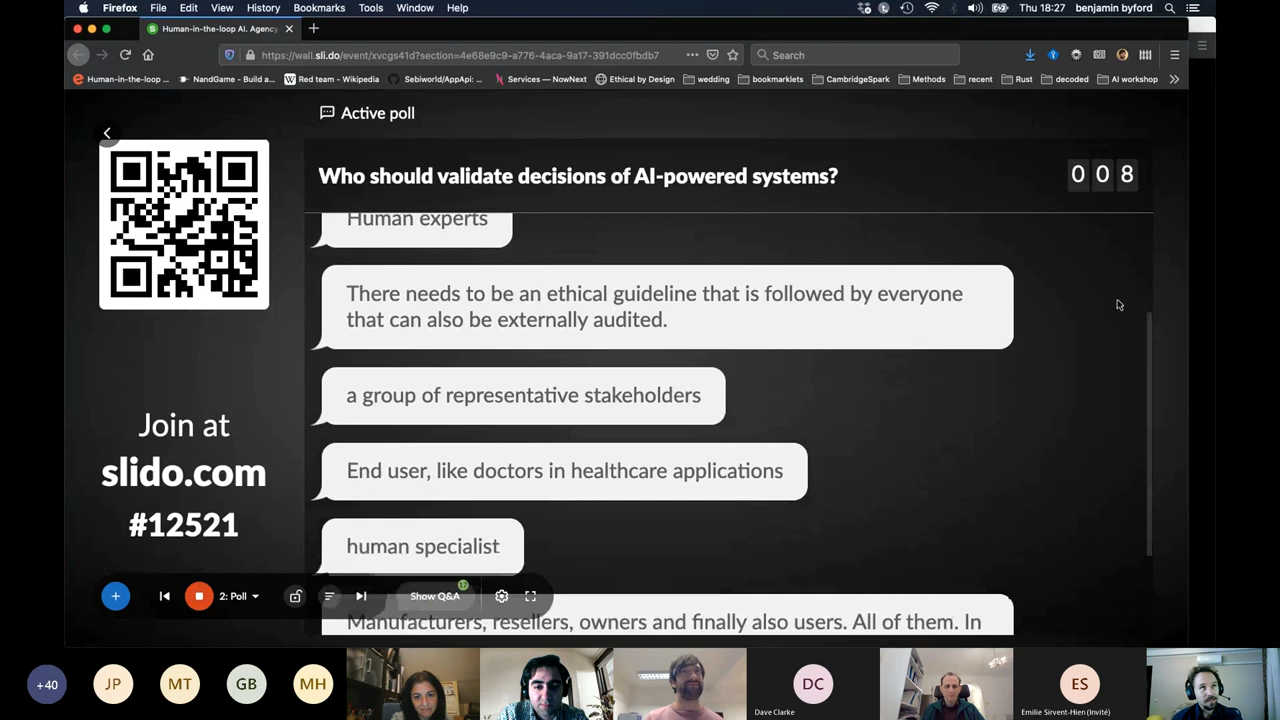 Firefox File Edit View History Bookmarks Tools Window Help
Thu 18:27 benjamin byford
Human-in-the-loop AI. Agency
https://wall.sli.do/event/xvcgs41d?section=4e68e9c9-a776-4aca-9a17-391dcc0fbdb7
Search
Human-in-the-loop ... NandGame - Build a... Red team - Wikipedia Sebiworld/AppApi: ... Services — NowNext Ethical by Design wedding bookmarklets CambridgeSpark Methods recent Rust decoded AI workshop
Active poll
Who should validate decisions of AI-powered systems?
0 0 8
Human experts
There needs to be an ethical guideline that is followed by everyone
that can also be externally audited.
a group of representative stakeholders
End user, like doctors in healthcare applications
human specialist
Manufacturers, resellers, owners and finally also users. All of them. In
Join at
slido.com
#12521
2: Poll
Show Q&A
17
+40
JP
MT
GB
MH
DC
Dave Clarke
ES
Emilie Sirvent-Hien (Invité)